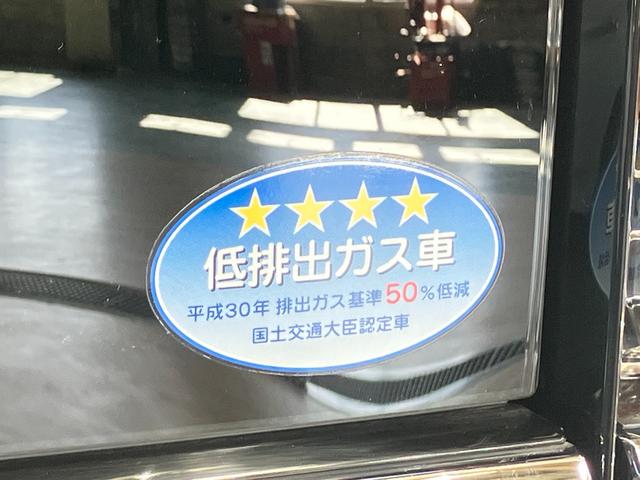 ★★★★
低排出ガス車
平成30年 排出ガス基準50%低減
国土交通大臣認定車